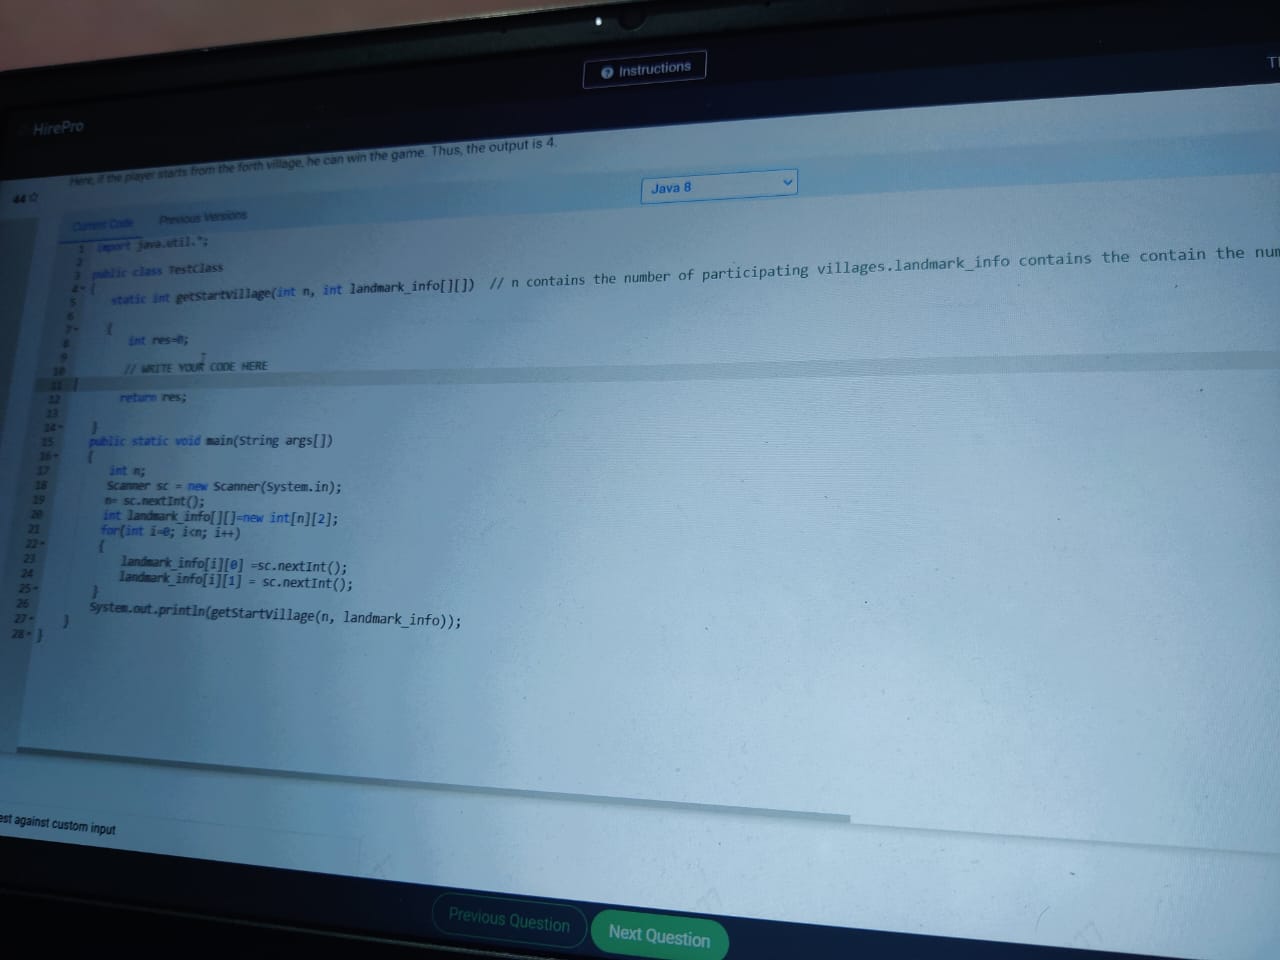 Instructions
HirePro
Here, if the player starts from the forth village, he can win the game. Thus, the output is 4.
44
Java 8
Current Code Previous Versions
1 import java.util.*;
2
3 public class TestClass
4 {
5 static int getStartVillage(int n, int landmark_info[][]) // n contains the number of participating villages.landmark_info contains the contain the num
6
7 {
8 int res=0;
9
10 // WRITE YOUR CODE HERE
11
12 return res;
13
14 }
15 public static void main(String args[])
16 {
17 int n;
18 Scanner sc = new Scanner(System.in);
19 n= sc.nextInt();
20 int landmark_info[][]=new int[n][2];
21 for(int i=0; i<n; i++)
22 {
23 landmark_info[i][0] =sc.nextInt();
24 landmark_info[i][1] = sc.nextInt();
25 }
26 System.out.println(getStartVillage(n, landmark_info));
27 }
28 }
est against custom input
Previous Question Next Question